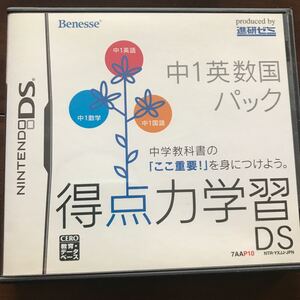 Benesse®
produced by
進研ゼミ
中1英語
中1数学
中1国語
中1英数国
パック
中学教科書の
「ここ重要!」を身につけよう。
得点力学習
DS
NINTENDO DS
CERO
教育・データ
ベース
7AAP10
NTR-YXJJ-JPN